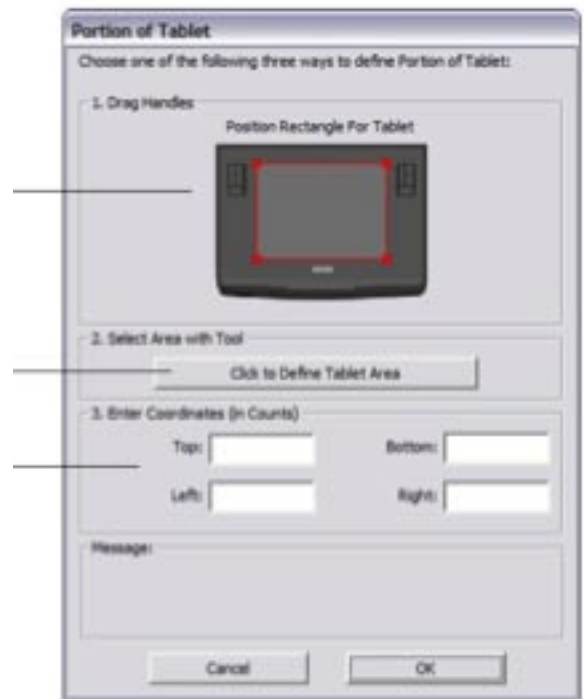 Portion of Tablet
Choose one of the following three ways to define Portion of Tablet:
1. Drag Handles
Position Rectangle For Tablet
2. Select Area with Tool
Click to Define Tablet Area
3. Enter Coordinates (in Counts)
Top: Bottom:
Left: Right:
Message:
Cancel OK